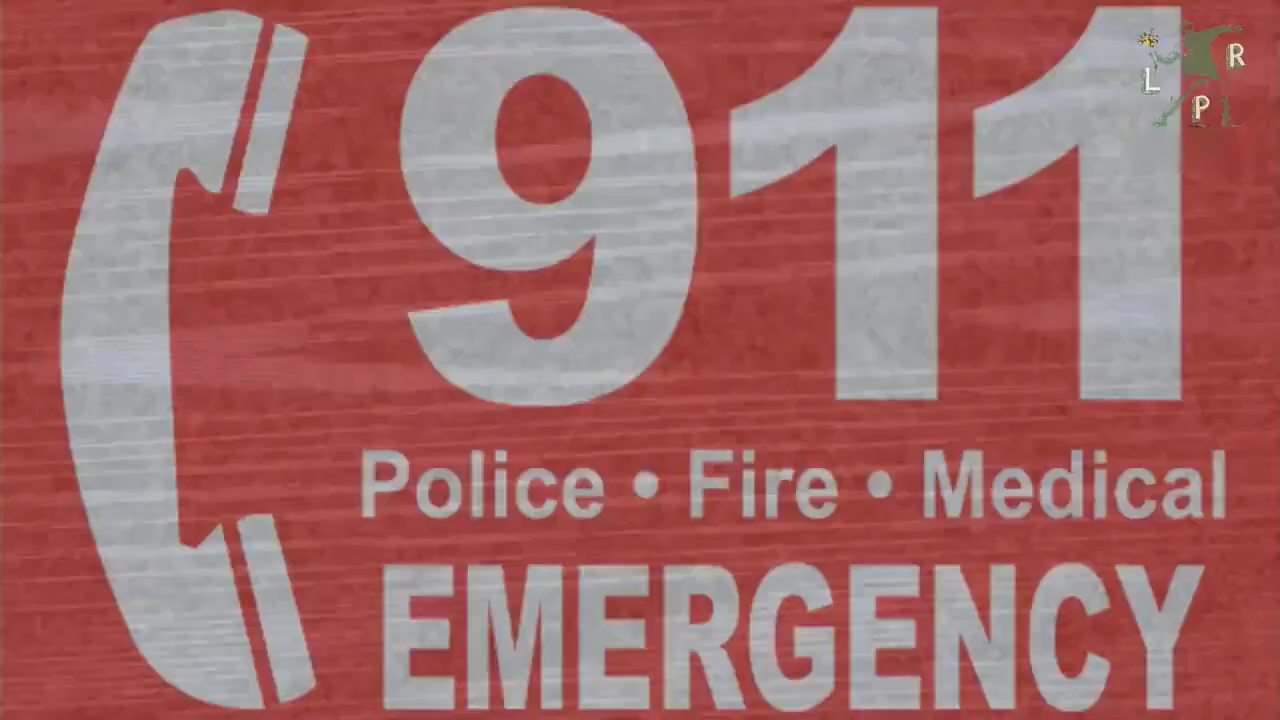 911
Police • Fire • Medical
EMERGENCY
L R
P